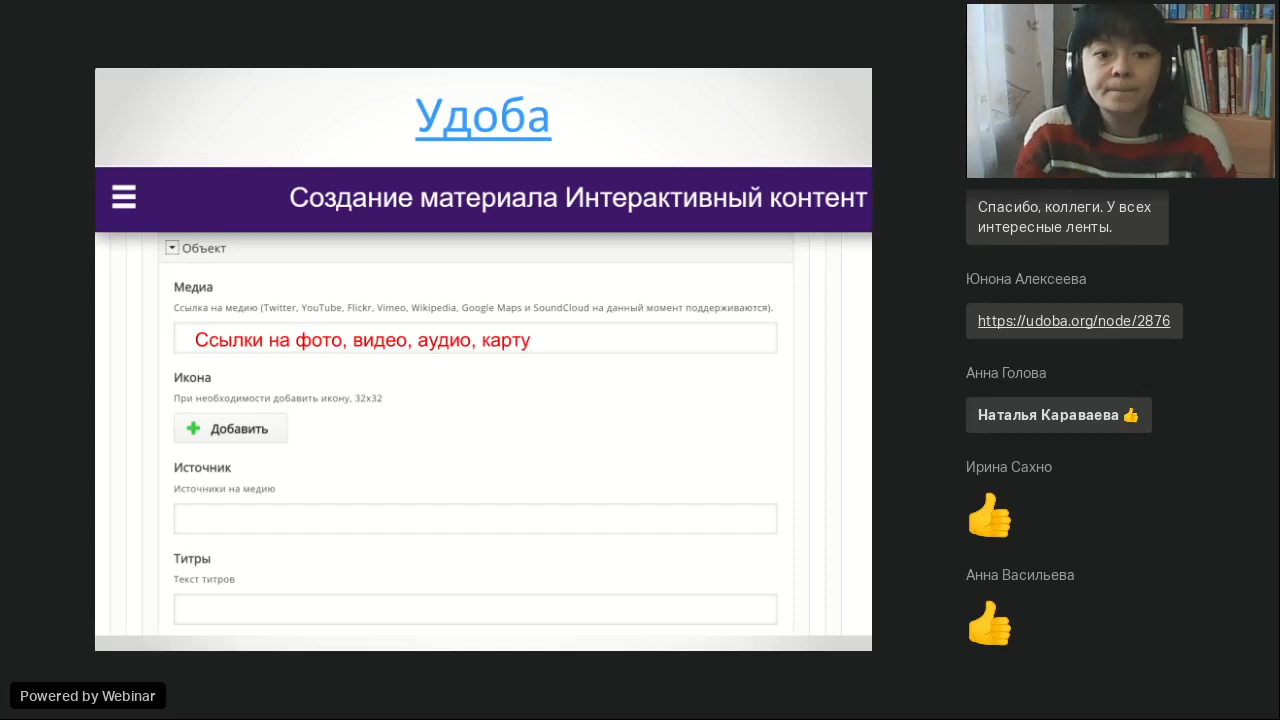 Удоба
Создание материала Интерактивный контент
Объект
Медиа
Ссылка на медию (Twitter, YouTube, Flickr, Vimeo, Wikipedia, Google Maps и SoundCloud на данный момент поддерживаются).
Ссылки на фото, видео, аудио, карту
Икона
При необходимости добавить икону, 32x32
Добавить
Источник
Источники на медию
Титры
Текст титров
Спасибо, коллеги. У всех
интересные ленты.
Юнона Алексеева
https://udoba.org/node/2876
Анна Голова
Наталья Караваева 👍
Ирина Сахно
👍
Анна Васильева
👍
Powered by Webinar